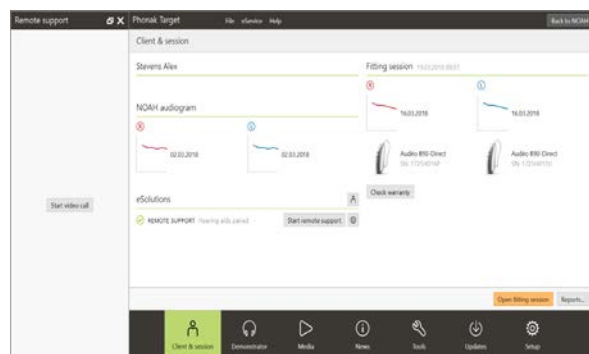 Remote support
Phonak Target
File eService Help
Back to NOAH
Client & session
Stevens Alex
Fitting session
NOAH audiogram
R
L
02.03.2018
02.03.2018
R
L
16.03.2018
16.03.2018
Audéo B90-Direct
Audéo B90-Direct
Check warranty
eSolutions
REMOTE SUPPORT Hearing aids paired
Start remote support
Start video call
Open fitting session
Reports...
Client & session
Demonstrator
Media
News
Tools
Updates
Setup